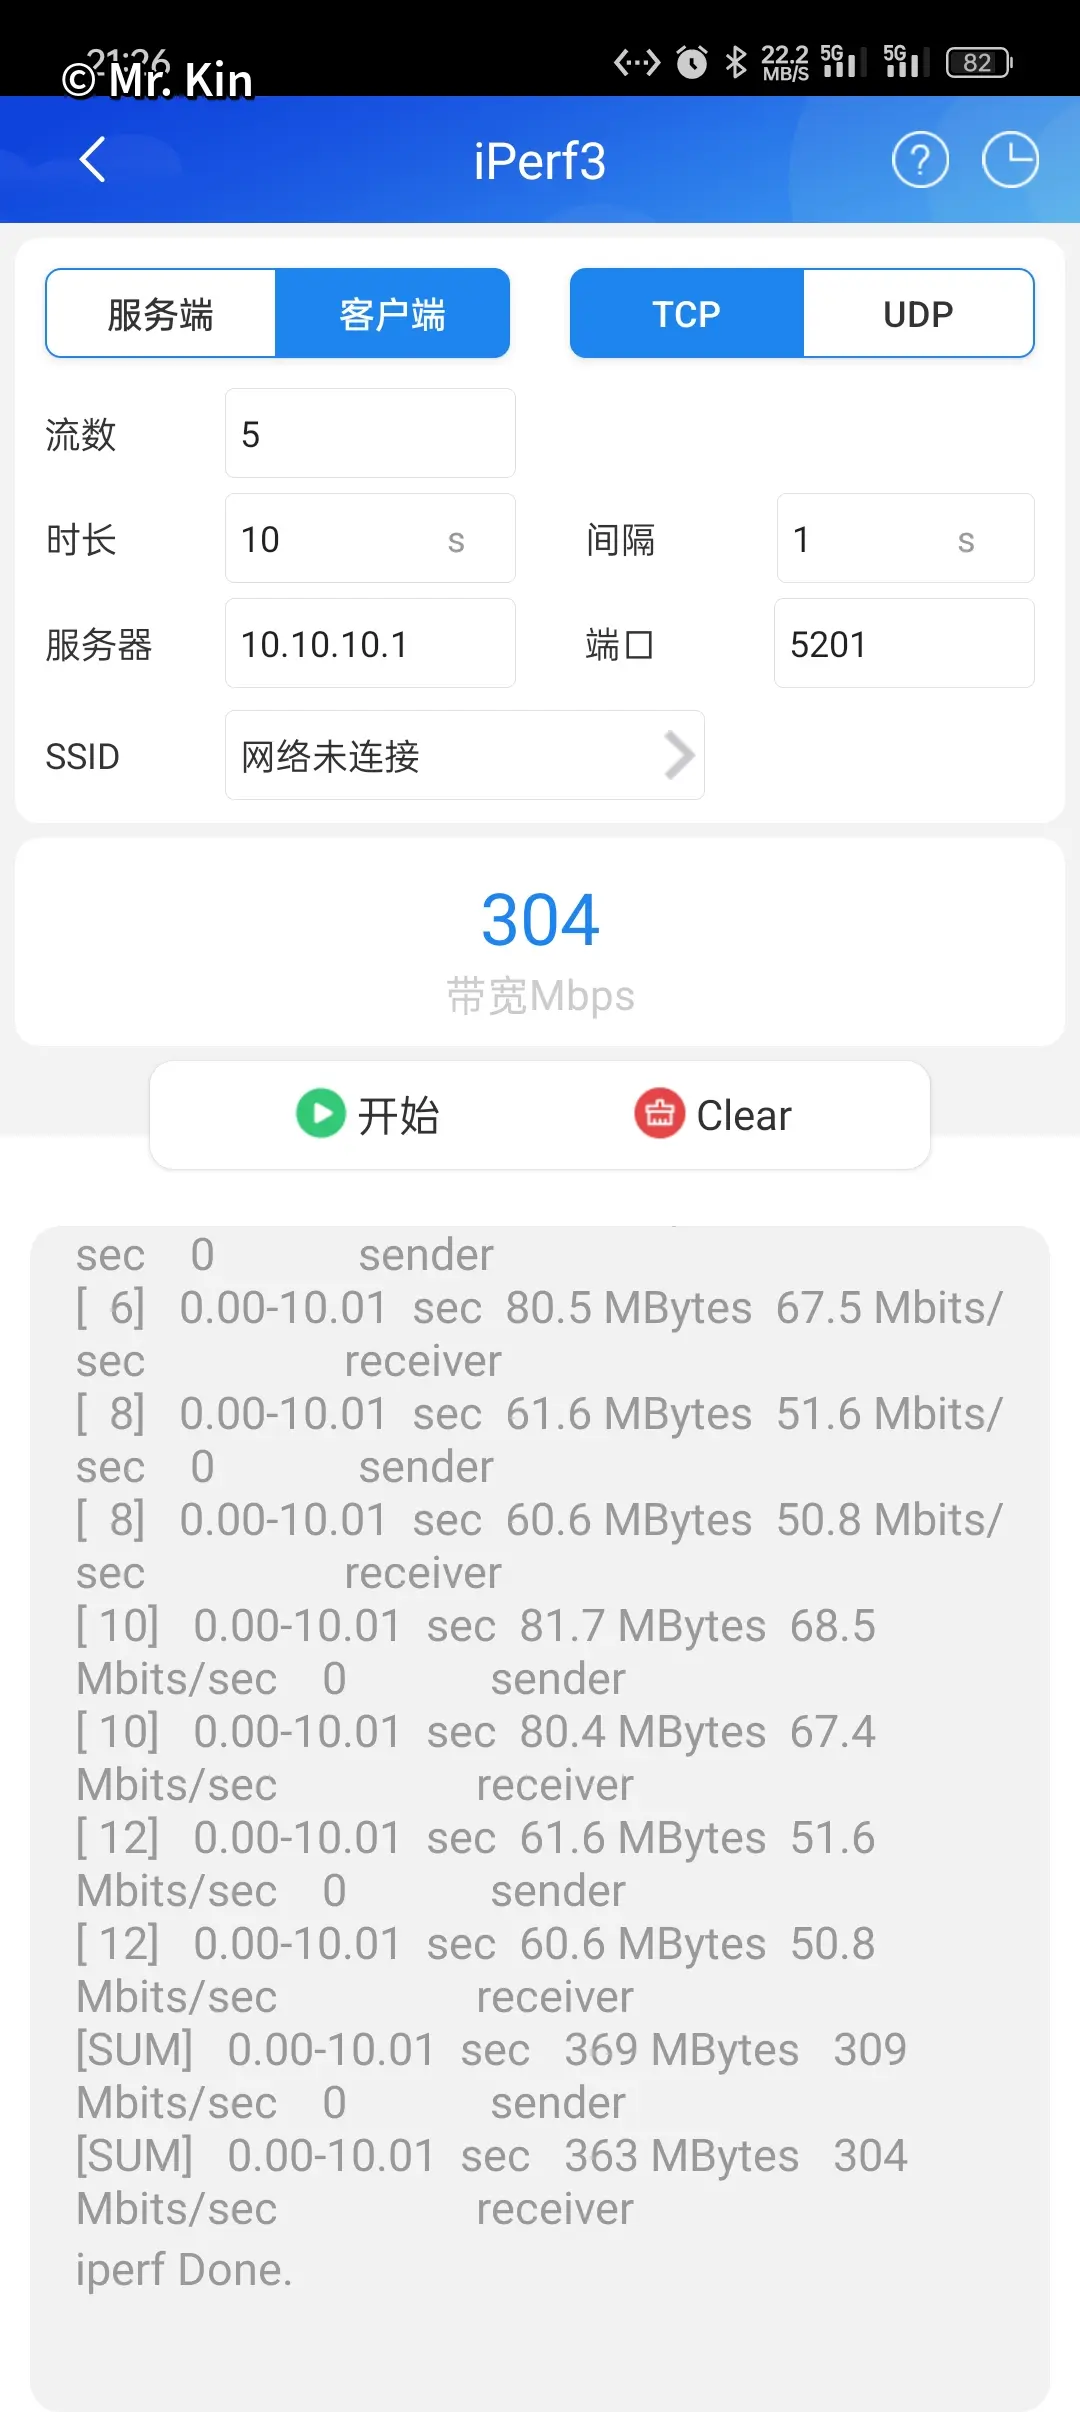 21:26
© Mr. Kin
22.2 MB/S 5G 5G 82
iPerf3
服务端 客户端 TCP UDP
流数 5
时长 10 s 间隔 1 s
服务器 10.10.10.1 端口 5201
SSID 网络未连接
304
带宽Mbps
开始 Clear
sec 0 sender
[ 6] 0.00-10.01 sec 80.5 MBytes 67.5 Mbits/
sec receiver
[ 8] 0.00-10.01 sec 61.6 MBytes 51.6 Mbits/
sec 0 sender
[ 8] 0.00-10.01 sec 60.6 MBytes 50.8 Mbits/
sec receiver
[ 10] 0.00-10.01 sec 81.7 MBytes 68.5
Mbits/sec 0 sender
[ 10] 0.00-10.01 sec 80.4 MBytes 67.4
Mbits/sec receiver
[ 12] 0.00-10.01 sec 61.6 MBytes 51.6
Mbits/sec 0 sender
[ 12] 0.00-10.01 sec 60.6 MBytes 50.8
Mbits/sec receiver
[SUM] 0.00-10.01 sec 369 MBytes 309
Mbits/sec 0 sender
[SUM] 0.00-10.01 sec 363 MBytes 304
Mbits/sec receiver
iperf Done.